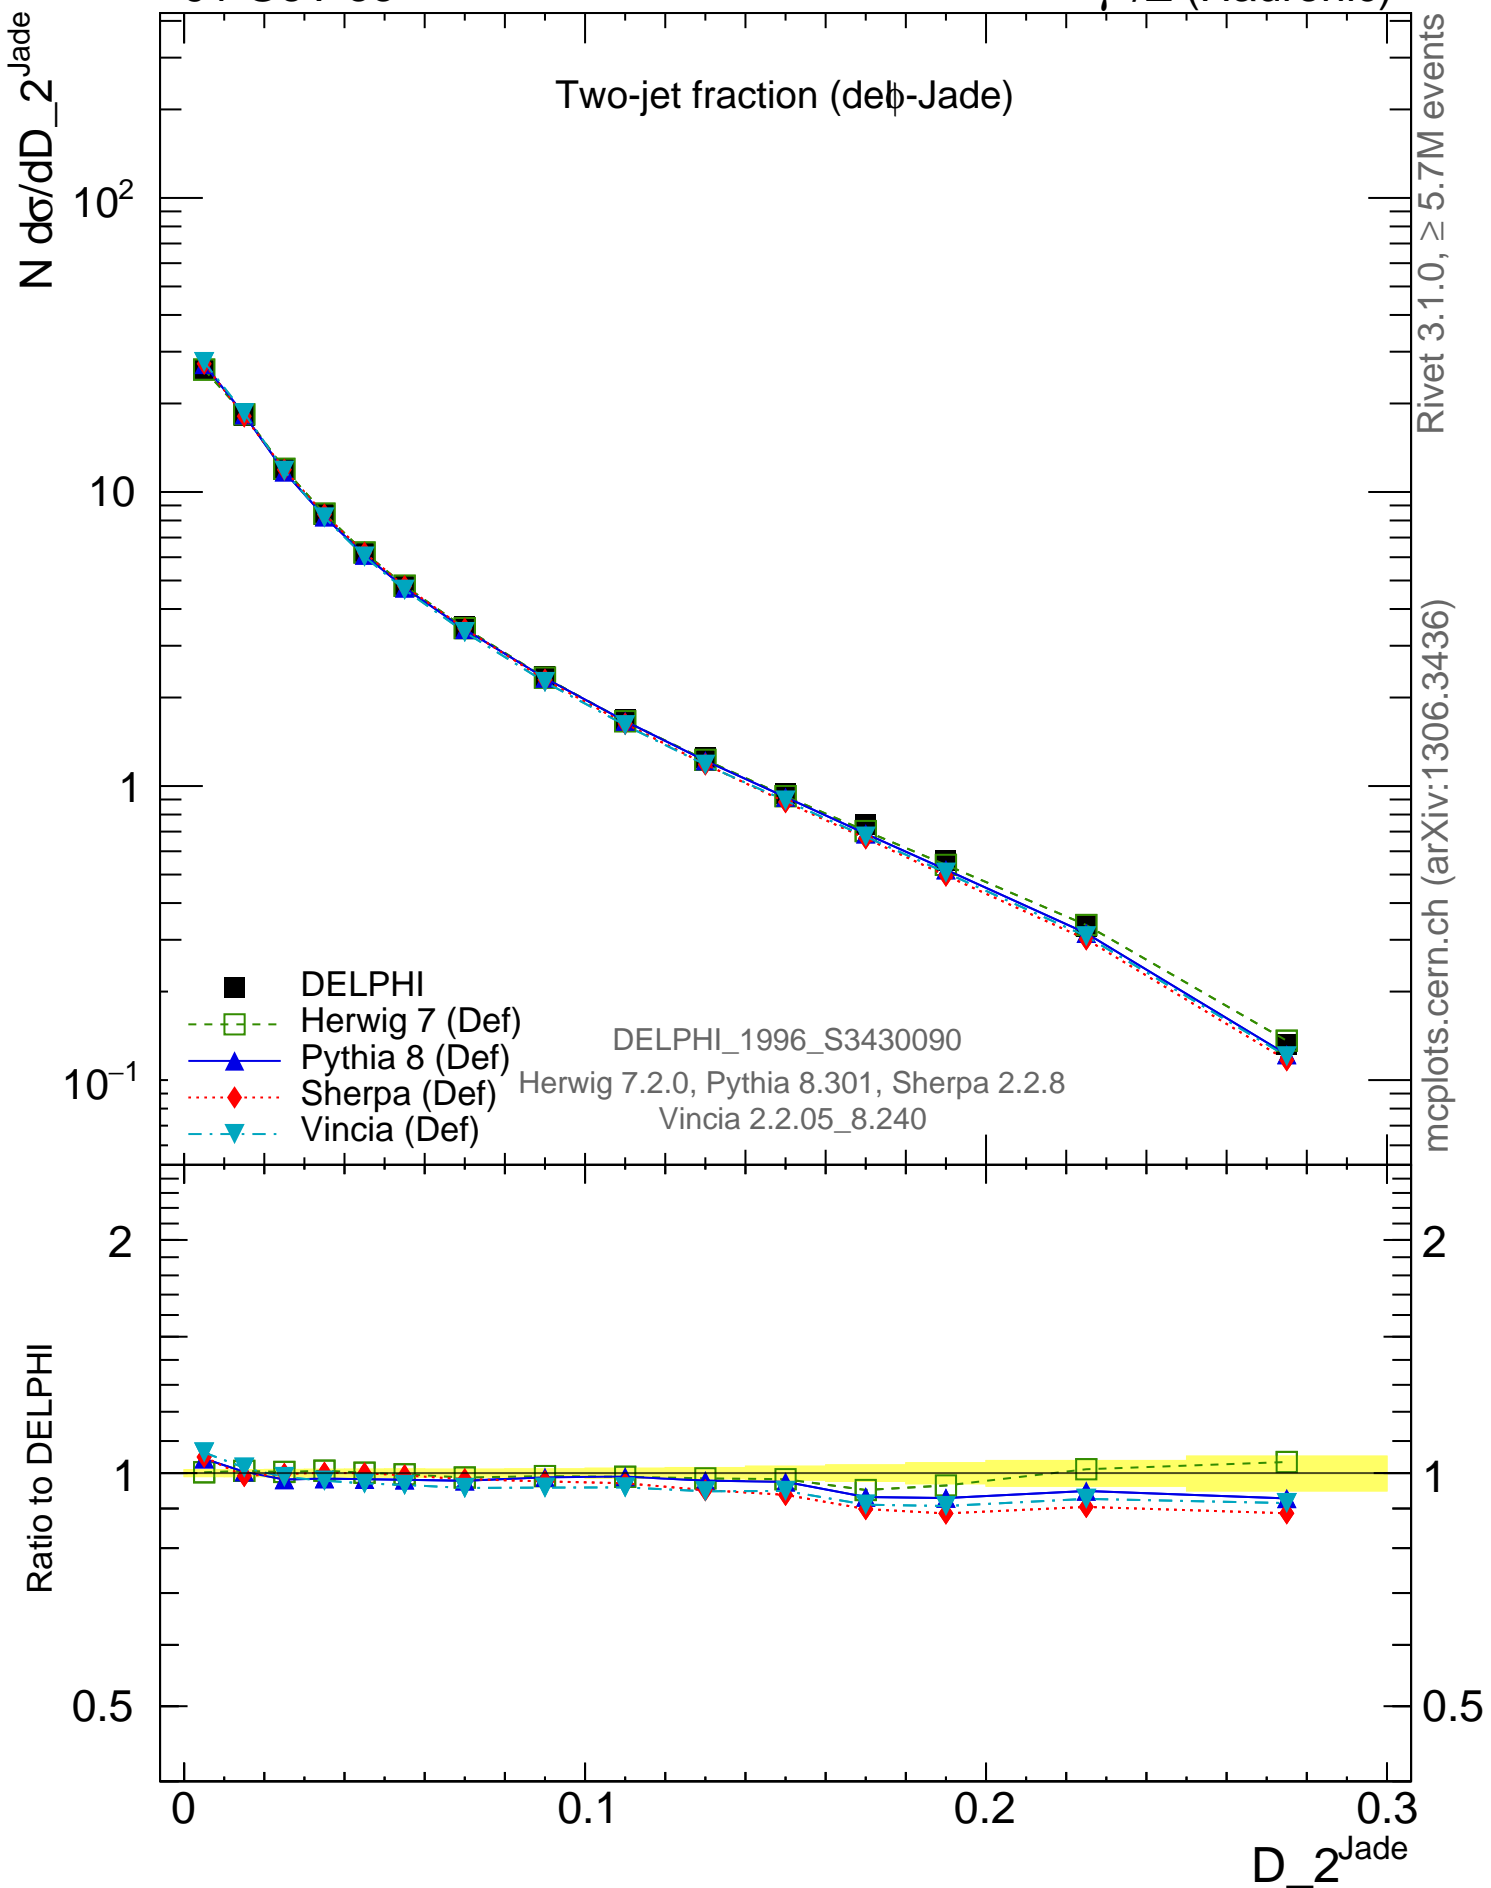 Two-jet fraction (delϕ-Jade)
N dσ/dD_2^Jade
10²
10
1
10⁻¹
DELPHI
Herwig 7 (Def)
Pythia 8 (Def)
Sherpa (Def)
Vincia (Def)
DELPHI_1996_S3430090
Herwig 7.2.0, Pythia 8.301, Sherpa 2.2.8
Vincia 2.2.05_8.240
Rivet 3.1.0, ≥ 5.7M events
mcplots.cern.ch (arXiv:1306.3436)
Ratio to DELPHI
2
1
0.5
2
1
0.5
0
0.1
0.2
0.3
D_2^Jade